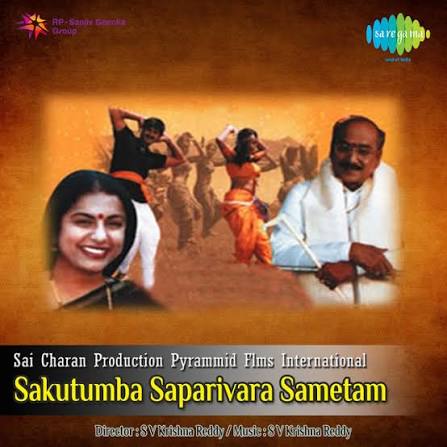 RP-Sanjiv Goenka
Group
saregama
Sai Charan Production Pyrammid Flms International
Sakutumba Saparivara Sametam
Director : S V Krishna Reddy / Music : S V Krishna Reddy